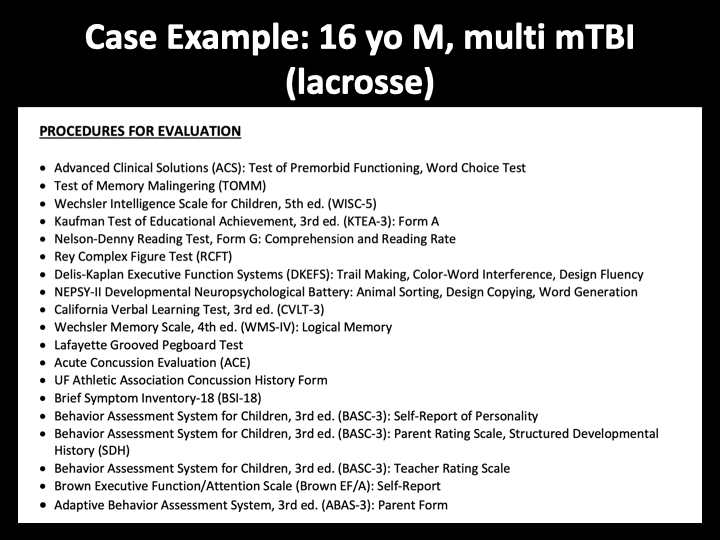 Case Example: 16 yo M, multi mTBI
(lacrosse)
PROCEDURES FOR EVALUATION
• Advanced Clinical Solutions (ACS): Test of Premorbid Functioning, Word Choice Test
• Test of Memory Malingering (TOMM)
• Wechsler Intelligence Scale for Children, 5th ed. (WISC-5)
• Kaufman Test of Educational Achievement, 3rd ed. (KTEA-3): Form A
• Nelson-Denny Reading Test, Form G: Comprehension and Reading Rate
• Rey Complex Figure Test (RCFT)
• Delis-Kaplan Executive Function Systems (DKEFS): Trail Making, Color-Word Interference, Design Fluency
• NEPSY-II Developmental Neuropsychological Battery: Animal Sorting, Design Copying, Word Generation
• California Verbal Learning Test, 3rd ed. (CVLT-3)
• Wechsler Memory Scale, 4th ed. (WMS-IV): Logical Memory
• Lafayette Grooved Pegboard Test
• Acute Concussion Evaluation (ACE)
• UF Athletic Association Concussion History Form
• Brief Symptom Inventory-18 (BSI-18)
• Behavior Assessment System for Children, 3rd ed. (BASC-3): Self-Report of Personality
• Behavior Assessment System for Children, 3rd ed. (BASC-3): Parent Rating Scale, Structured Developmental
History (SDH)
• Behavior Assessment System for Children, 3rd ed. (BASC-3): Teacher Rating Scale
• Brown Executive Function/Attention Scale (Brown EF/A): Self-Report
• Adaptive Behavior Assessment System, 3rd ed. (ABAS-3): Parent Form